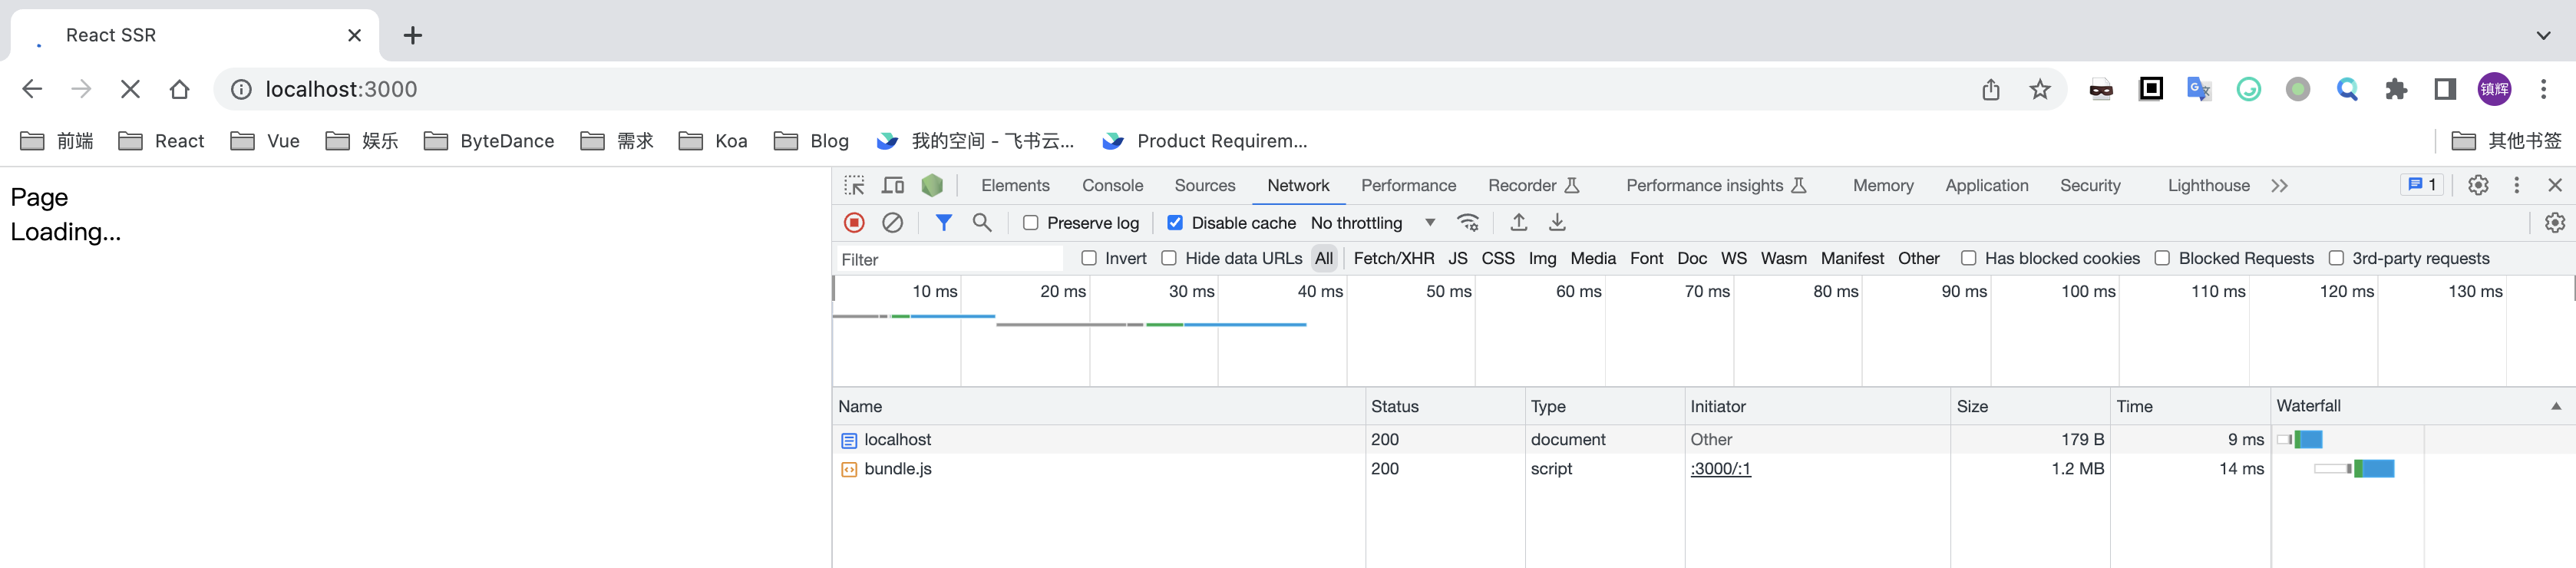 React SSR
localhost:3000
前端 React Vue 娱乐 ByteDance 需求 Koa Blog 我的空间 - 飞书云... Product Requirem... 其他书签
镇辉
Page
Loading...
Elements Console Sources Network Performance Recorder Performance insights Memory Application Security Lighthouse 1
Preserve log Disable cache No throttling
Filter Invert Hide data URLs All Fetch/XHR JS CSS Img Media Font Doc WS Wasm Manifest Other Has blocked cookies Blocked Requests 3rd-party requests
10 ms 20 ms 30 ms 40 ms 50 ms 60 ms 70 ms 80 ms 90 ms 100 ms 110 ms 120 ms 130 ms
Name Status Type Initiator Size Time Waterfall
localhost 200 document Other 179 B 9 ms
bundle.js 200 script :3000/:1 1.2 MB 14 ms